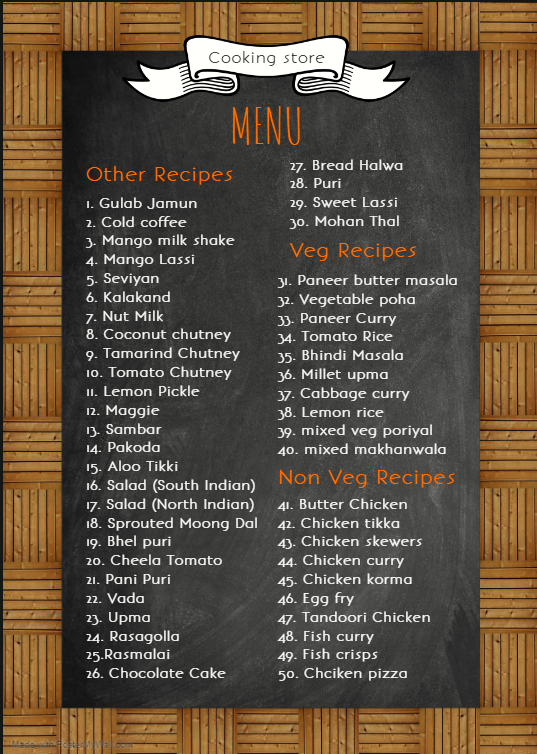 Cooking store
MENU
Other Recipes
1. Gulab Jamun
2. Cold coffee
3. Mango milk shake
4. Mango Lassi
5. Seviyan
6. Kalakand
7. Nut Milk
8. Coconut chutney
9. Tamarind Chutney
10. Tomato Chutney
11. Lemon Pickle
12. Maggie
13. Sambar
14. Pakoda
15. Aloo Tikki
16. Salad (South Indian)
17. Salad (North Indian)
18. Sprouted Moong Dal
19. Bhel puri
20. Cheela Tomato
21. Pani Puri
22. Vada
23. Upma
24. Rasagolla
25.Rasmalai
26. Chocolate Cake
27. Bread Halwa
28. Puri
29. Sweet Lassi
30. Mohan Thal
Veg Recipes
31. Paneer butter masala
32. Vegetable poha
33. Paneer Curry
34. Tomato Rice
35. Bhindi Masala
36. Millet upma
37. Cabbage curry
38. Lemon rice
39. mixed veg poriyal
40. mixed makhanwala
Non Veg Recipes
41. Butter Chicken
42. Chicken tikka
43. Chicken skewers
44. Chicken curry
45. Chicken korma
46. Egg fry
47. Tandoori Chicken
48. Fish curry
49. Fish crisps
50. Chciken pizza
Made with PosterMyWall.com